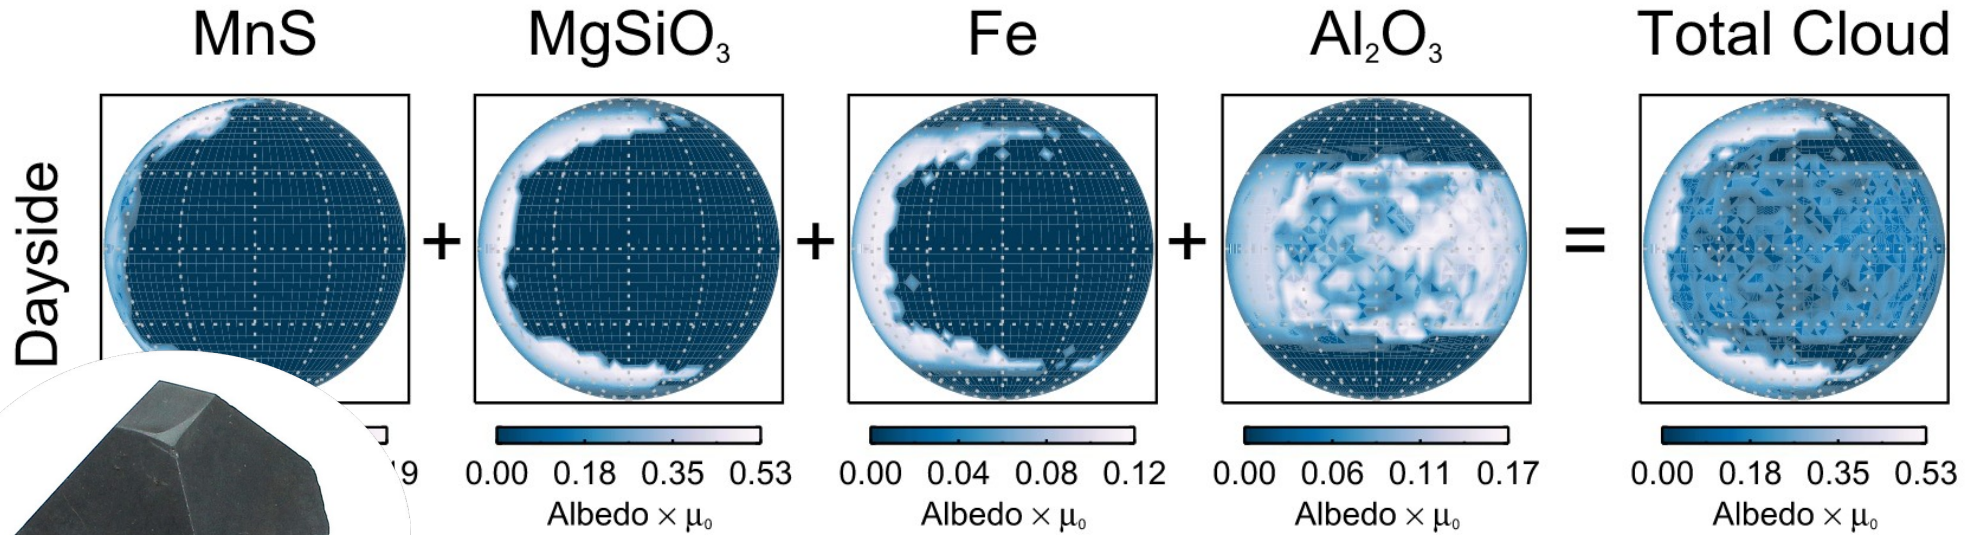 MnS MgSiO₃ Fe Al₂O₃ Total Cloud
Dayside
+ + + =
0.00 0.18 0.35 0.53 0.00 0.04 0.08 0.12 0.00 0.06 0.11 0.17 0.00 0.18 0.35 0.53
Albedo × μ₀ Albedo × μ₀ Albedo × μ₀ Albedo × μ₀